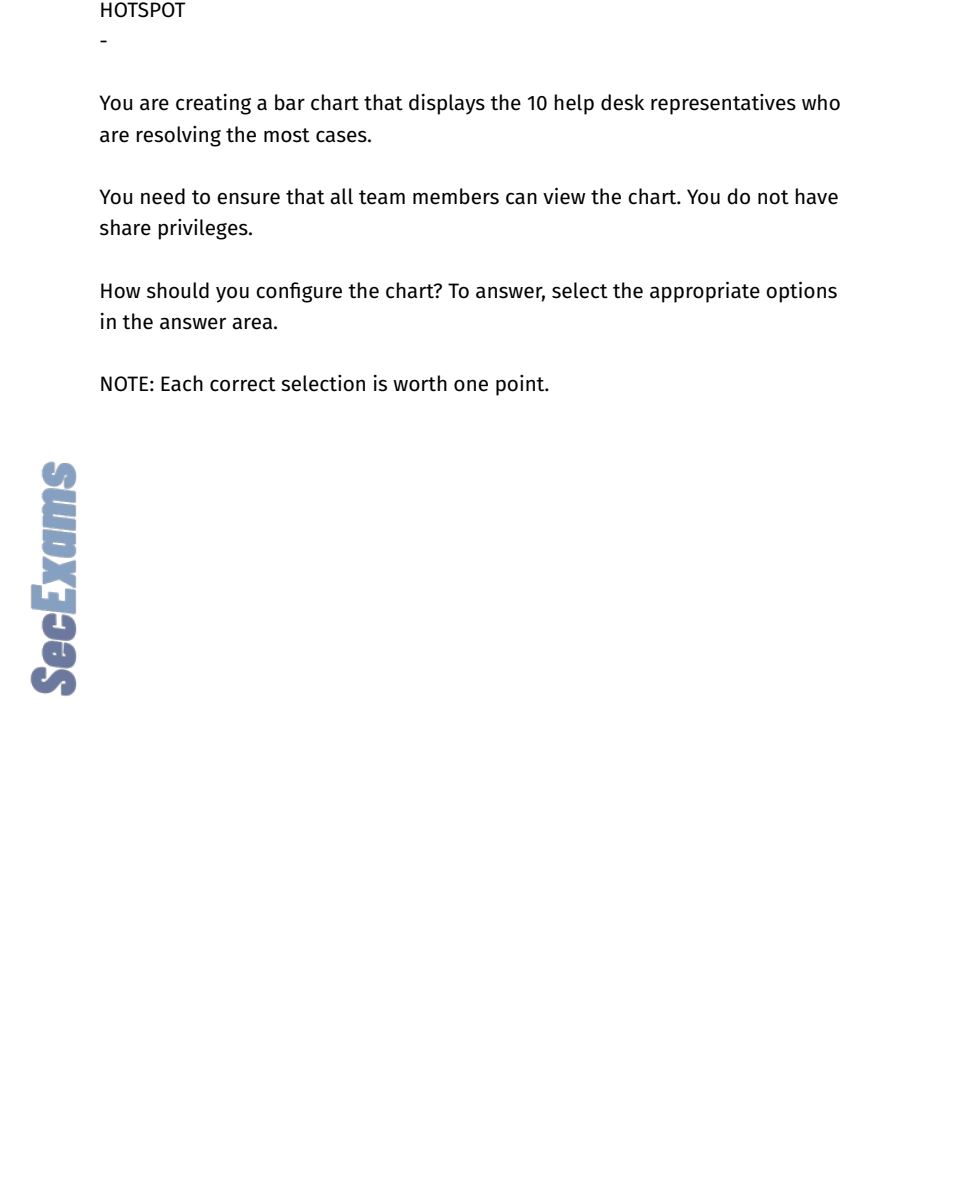 HOTSPOT
-
You are creating a bar chart that displays the 10 help desk representatives who
are resolving the most cases.
You need to ensure that all team members can view the chart. You do not have
share privileges.
How should you configure the chart? To answer, select the appropriate options
in the answer area.
NOTE: Each correct selection is worth one point.
SecExams